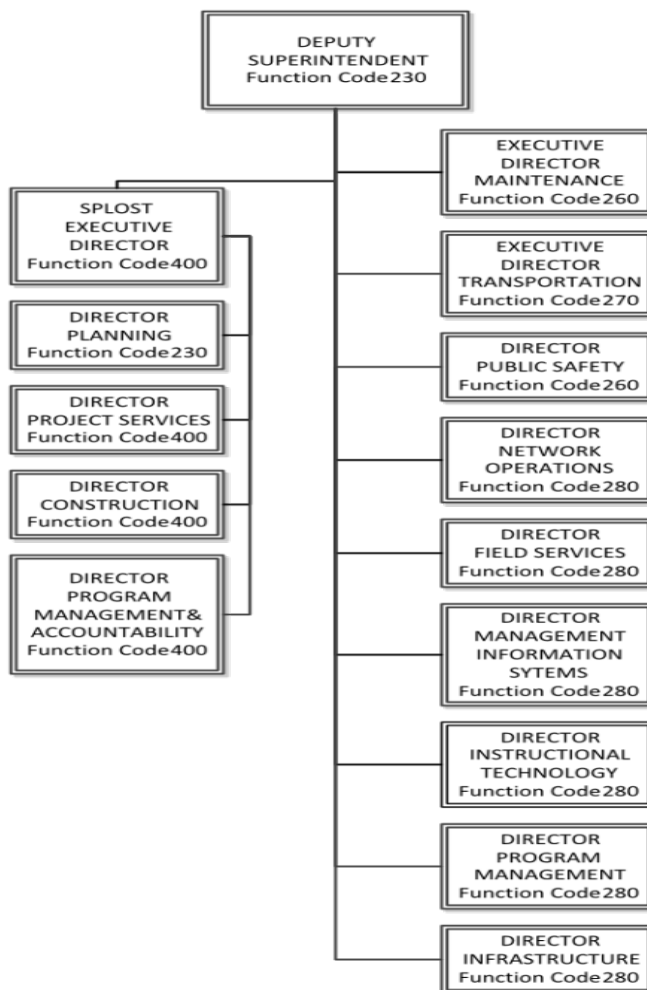 DEPUTY
SUPERINTENDENT
Function Code230
SPLOST
EXECUTIVE
DIRECTOR
Function Code400
DIRECTOR
PLANNING
Function Code230
DIRECTOR
PROJECT SERVICES
Function Code400
DIRECTOR
CONSTRUCTION
Function Code400
DIRECTOR
PROGRAM
MANAGEMENT&
ACCOUNTABILITY
Function Code400
EXECUTIVE
DIRECTOR
MAINTENANCE
Function Code260
EXECUTIVE
DIRECTOR
TRANSPORTATION
Function Code270
DIRECTOR
PUBLIC SAFETY
Function Code260
DIRECTOR
NETWORK
OPERATIONS
Function Code280
DIRECTOR
FIELD SERVICES
Function Code280
DIRECTOR
MANAGEMENT
INFORMATION
SYTEMS
Function Code280
DIRECTOR
INSTRUCTIONAL
TECHNOLOGY
Function Code280
DIRECTOR
PROGRAM
MANAGEMENT
Function Code280
DIRECTOR
INFRASTRUCTURE
Function Code280